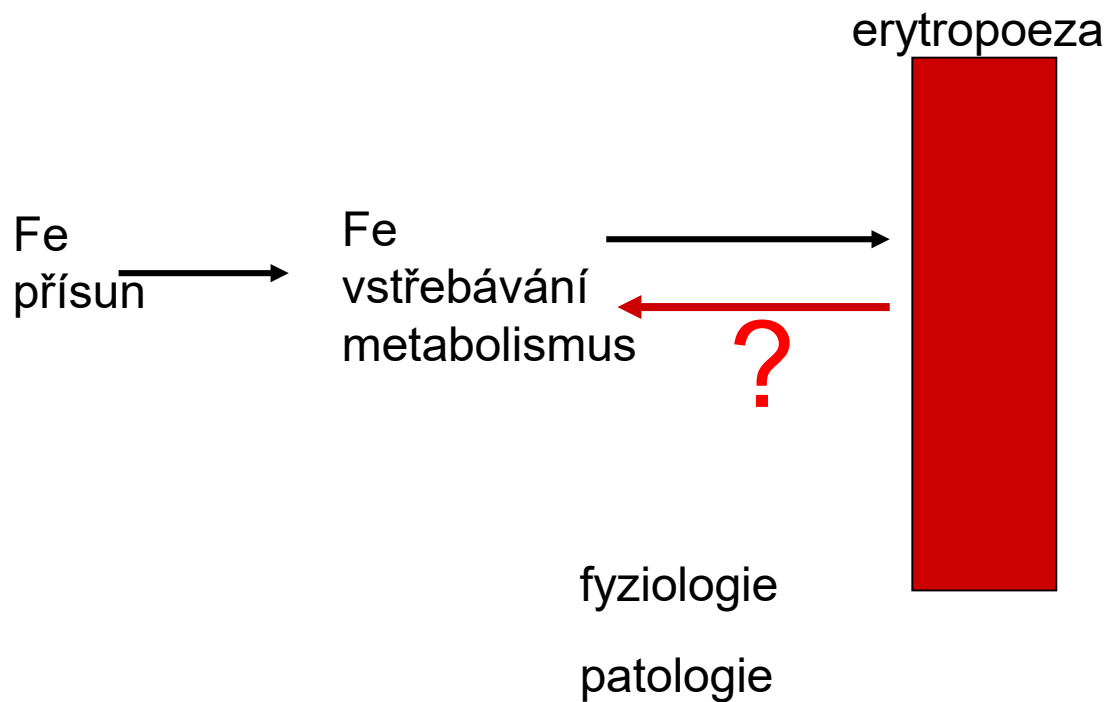 erytropoeza
Fe
přísun
Fe
vstřebávání
metabolismus
?
fyziologie
patologie